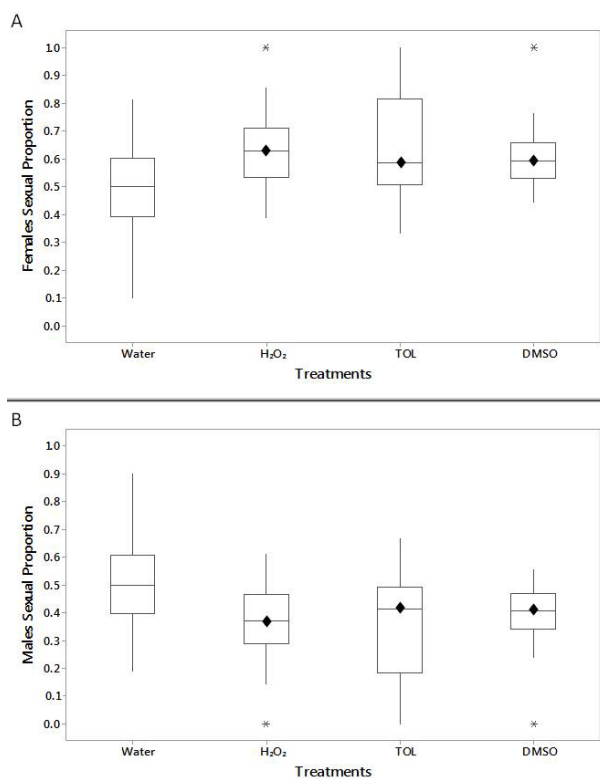 A
1.0
0.9
0.8
0.7
0.6
0.5
0.4
0.3
0.2
0.1
0.0
Females Sexual Proportion
Water H₂O₂ TOL DMSO
Treatments
B
1.0
0.9
0.8
0.7
0.6
0.5
0.4
0.3
0.2
0.1
0.0
Males Sexual Proportion
Water H₂O₂ TOL DMSO
Treatments